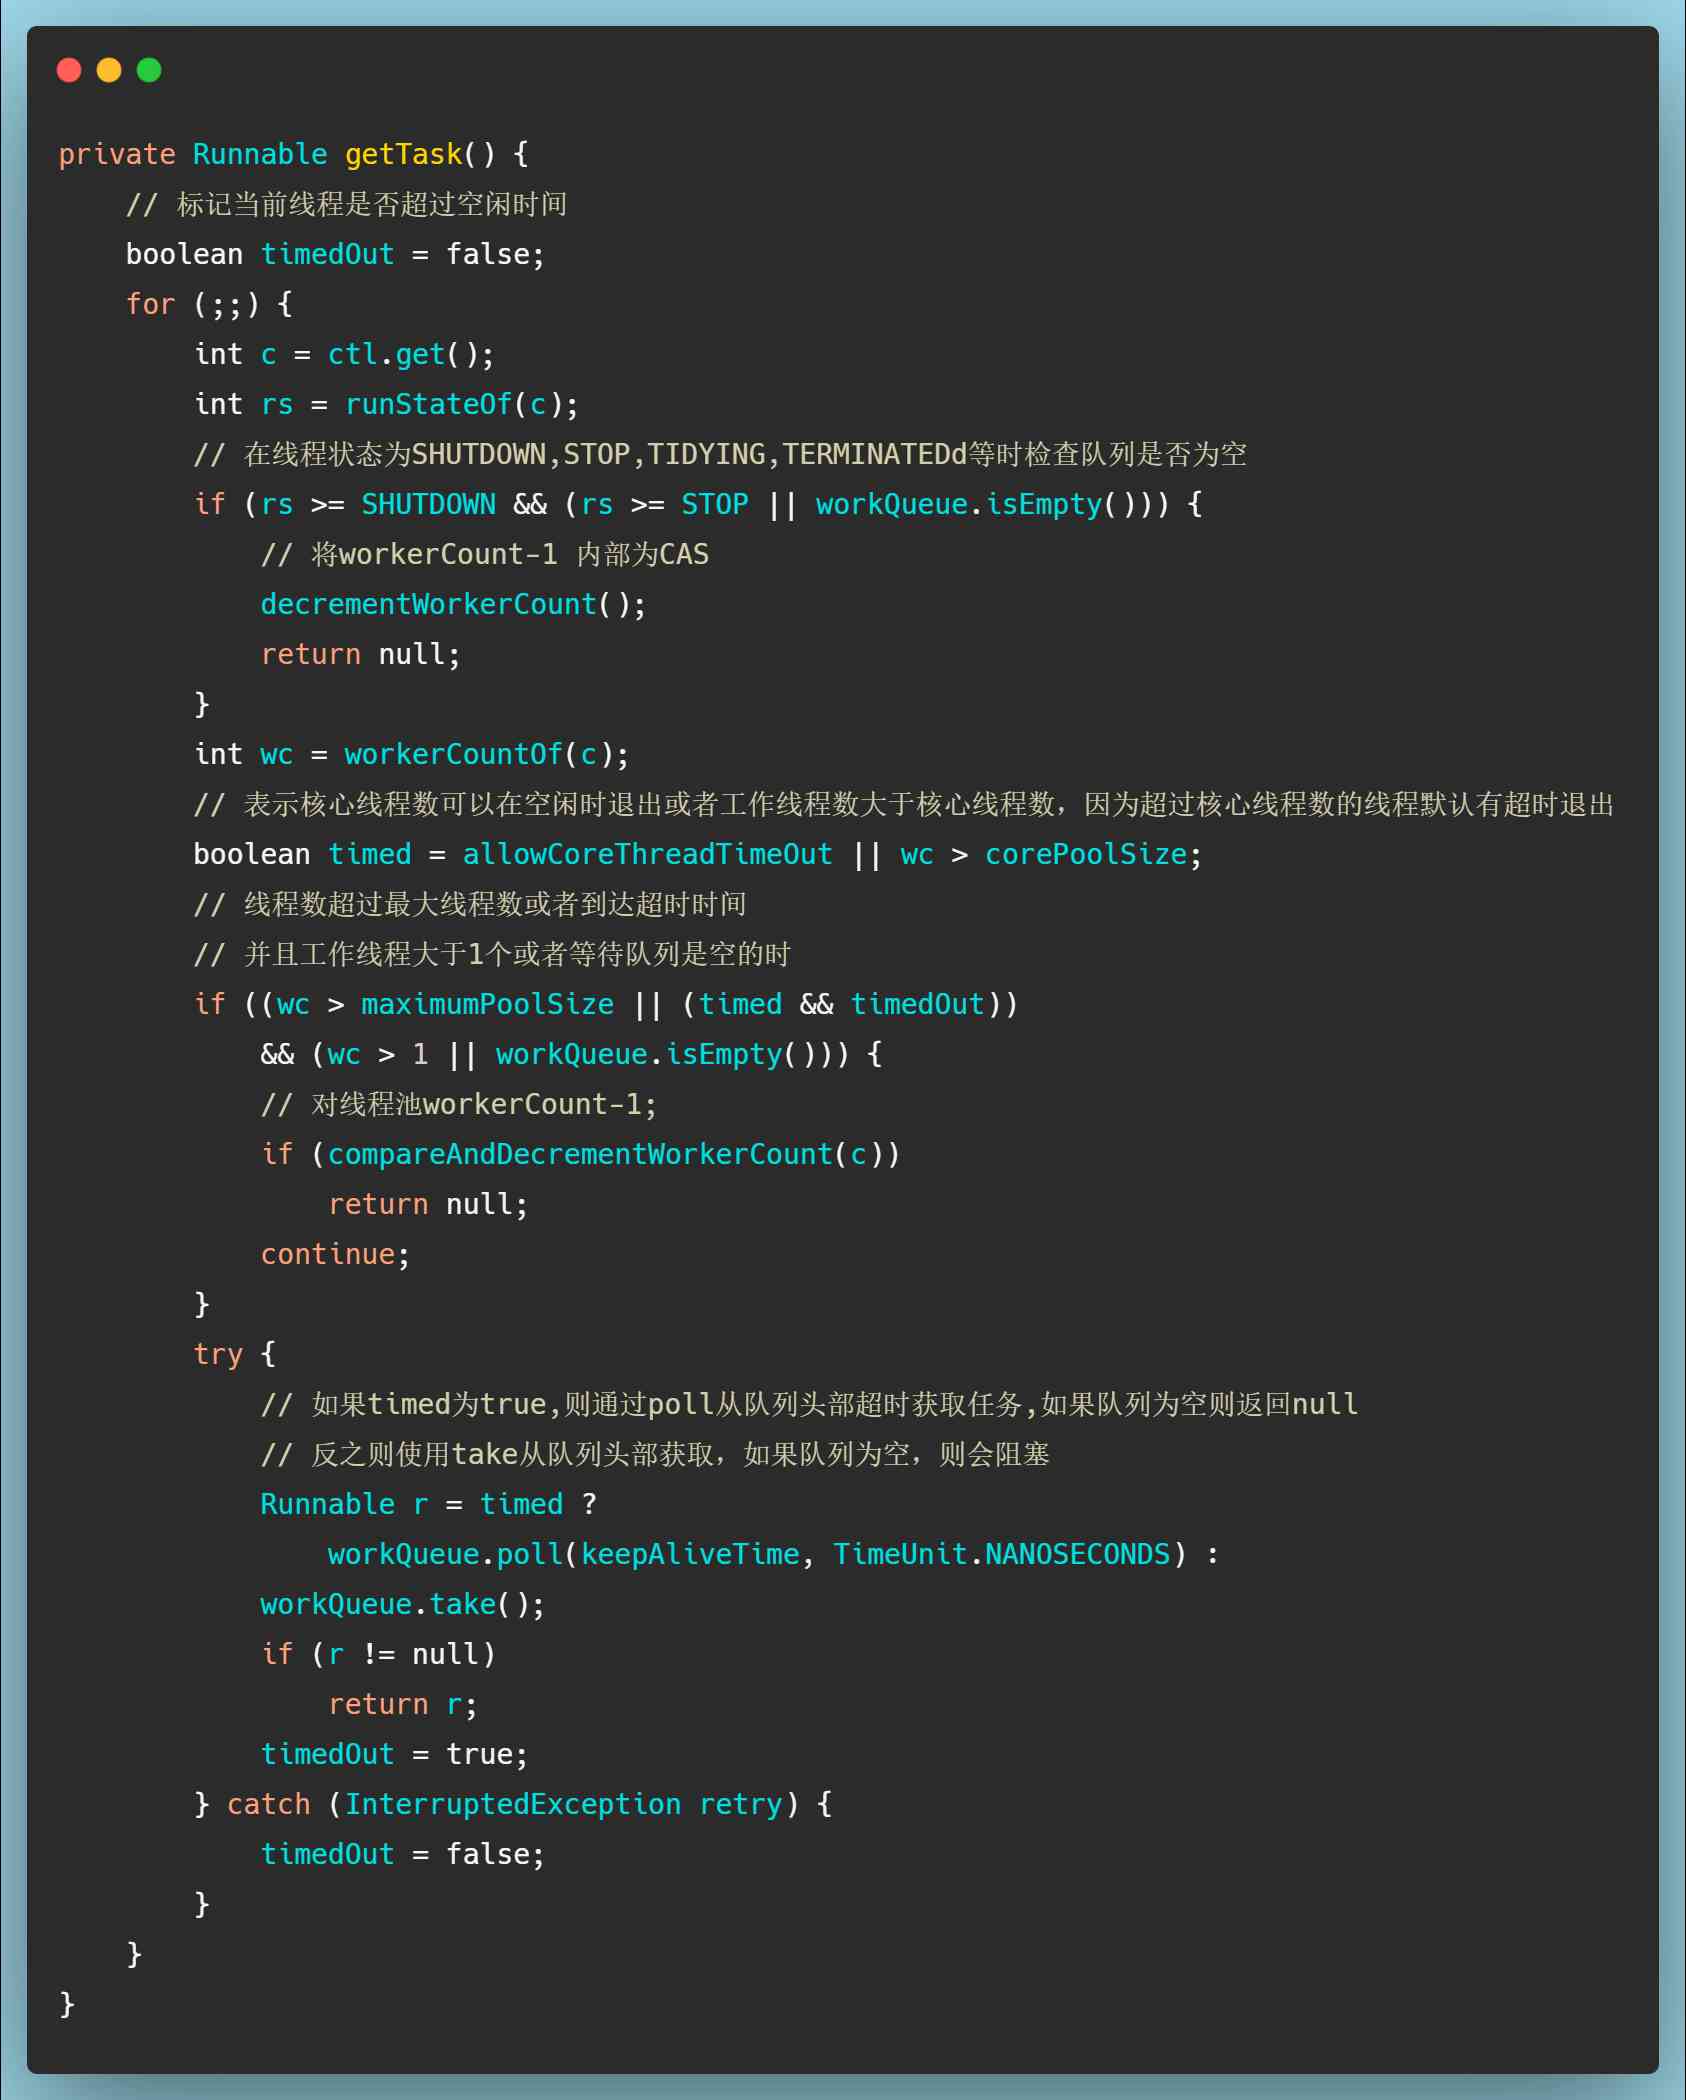 private Runnable getTask() {
    // 标记当前线程是否超过空闲时间
    boolean timedOut = false;
    for (;;) {
        int c = ctl.get();
        int rs = runStateOf(c);
        // 在线程状态为SHUTDOWN,STOP,TIDYING,TERMINATEDd等时检查队列是否为空
        if (rs >= SHUTDOWN && (rs >= STOP || workQueue.isEmpty())) {
            // 将workerCount-1 内部为CAS
            decrementWorkerCount();
            return null;
        }
        int wc = workerCountOf(c);
        // 表示核心线程数可以在空闲时退出或者工作线程数大于核心线程数，因为超过核心线程数的线程默认有超时退出
        boolean timed = allowCoreThreadTimeOut || wc > corePoolSize;
        // 线程数超过最大线程数或者到达超时时间
        // 并且工作线程大于1个或者等待队列是空的时
        if ((wc > maximumPoolSize || (timed && timedOut))
            && (wc > 1 || workQueue.isEmpty())) {
            // 对线程池workerCount-1;
            if (compareAndDecrementWorkerCount(c))
                return null;
            continue;
        }
        try {
            // 如果timed为true,则通过poll从队列头部超时获取任务,如果队列为空则返回null
            // 反之则使用take从队列头部获取，如果队列为空，则会阻塞
            Runnable r = timed ?
                workQueue.poll(keepAliveTime, TimeUnit.NANOSECONDS) :
            workQueue.take();
            if (r != null)
                return r;
            timedOut = true;
        } catch (InterruptedException retry) {
            timedOut = false;
        }
    }
}